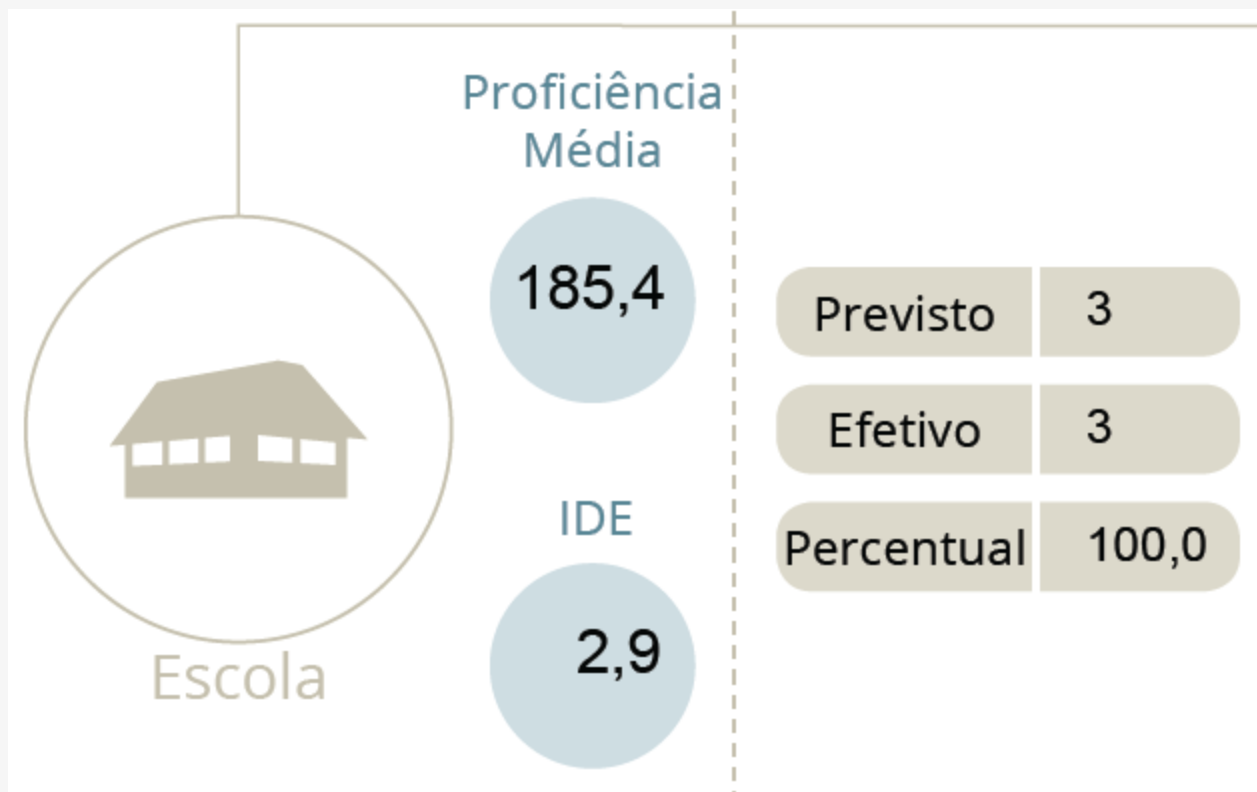 Proficiência
Média
185,4
IDE
2,9
Escola
Previsto 3
Efetivo 3
Percentual 100,0